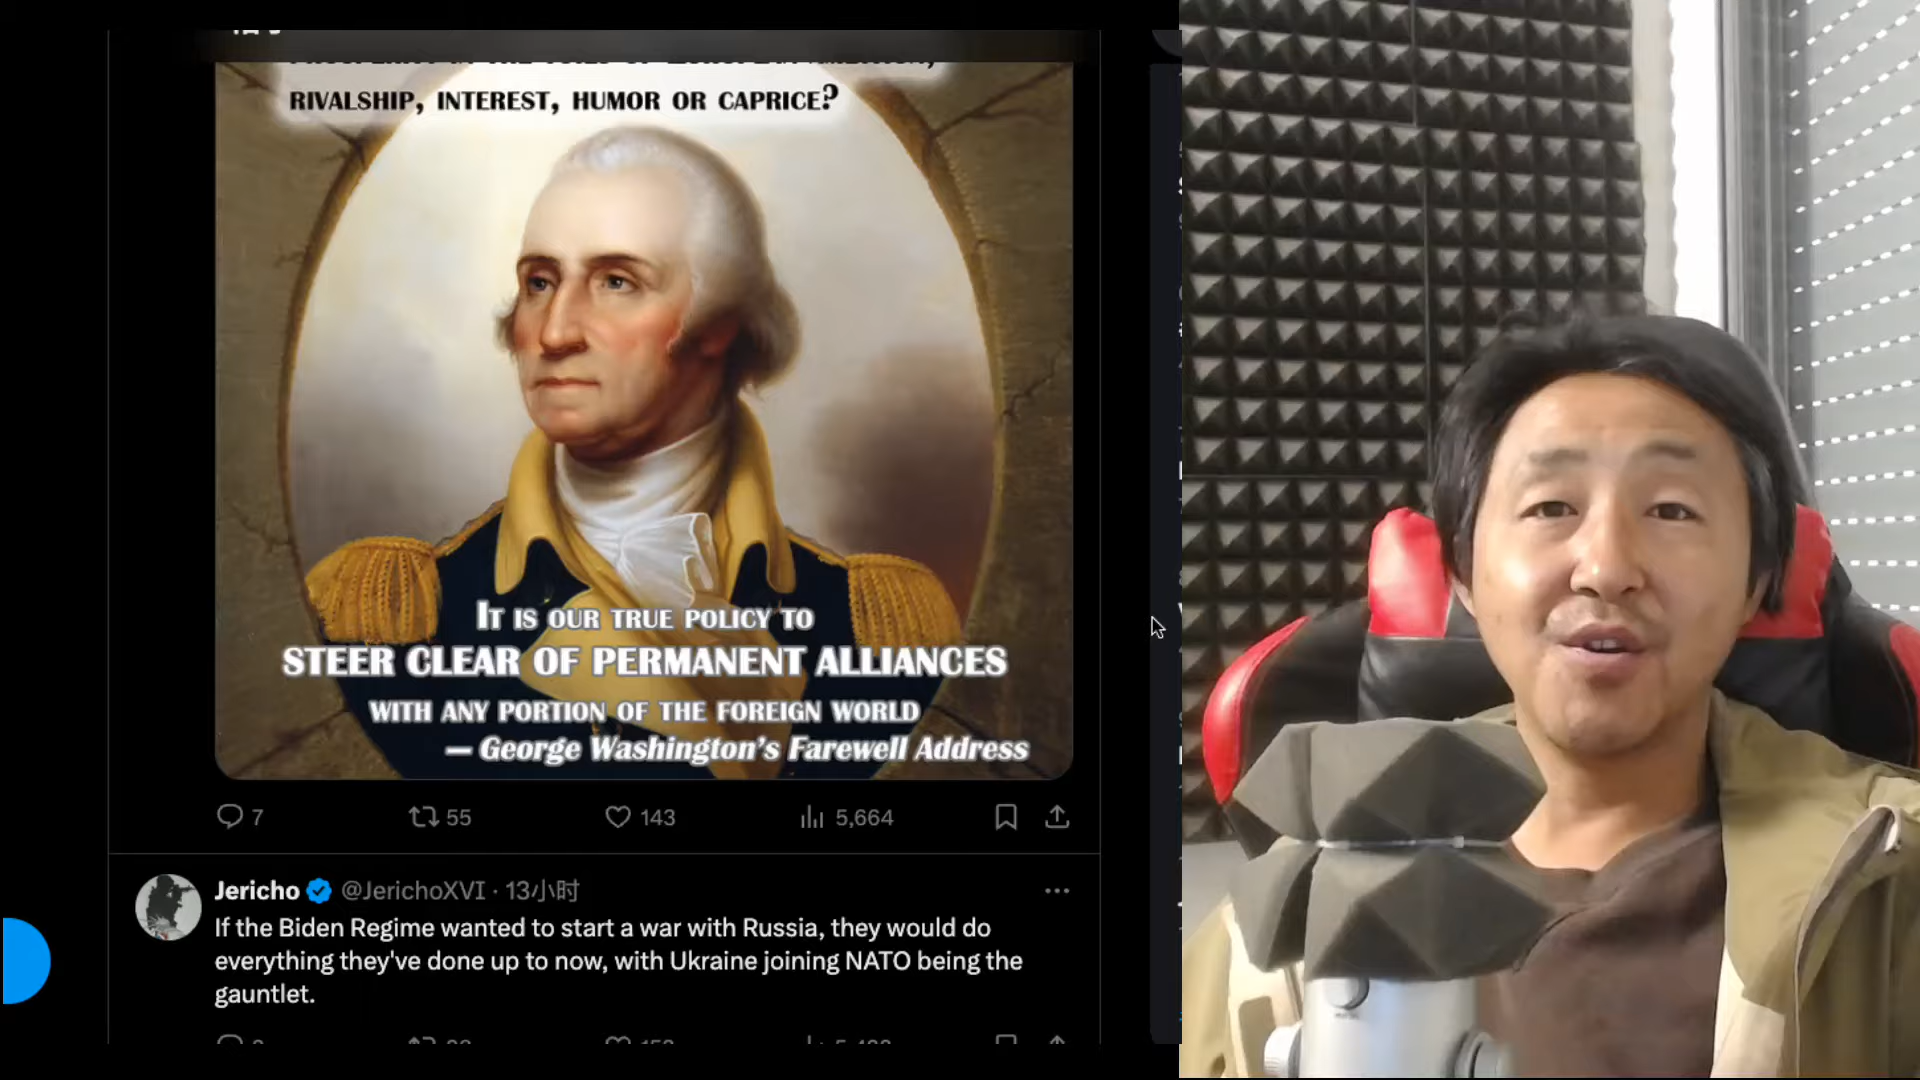 RIVALSHIP, INTEREST, HUMOR OR CAPRICE?
IT IS OUR TRUE POLICY TO
STEER CLEAR OF PERMANENT ALLIANCES
WITH ANY PORTION OF THE FOREIGN WORLD
— George Washington's Farewell Address
7 55 143 5,664
Jericho @JerichoXVI · 13小时
If the Biden Regime wanted to start a war with Russia, they would do
everything they've done up to now, with Ukraine joining NATO being the
gauntlet.